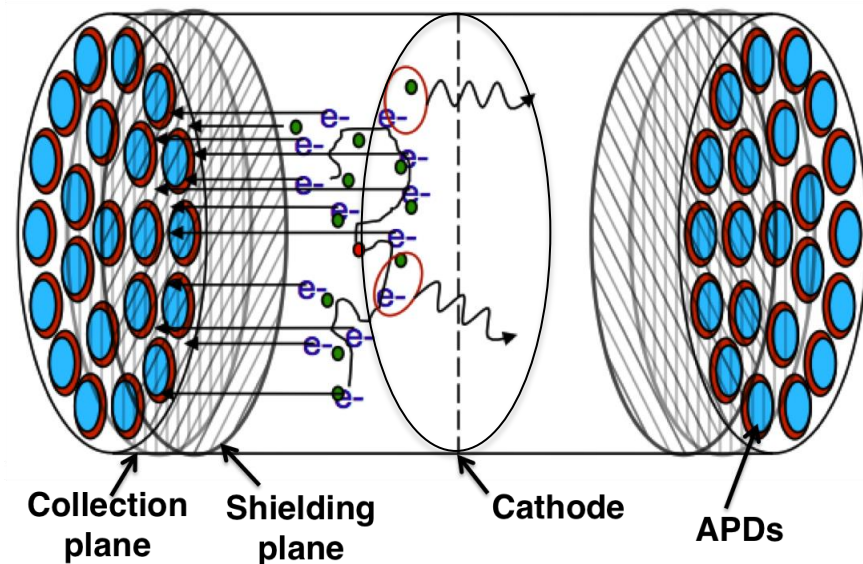 e-
e-
e-
e-
e-
e-
e-
e-
e-
e-
e-
e-
e-
Collection
plane
Shielding
plane
Cathode
APDs